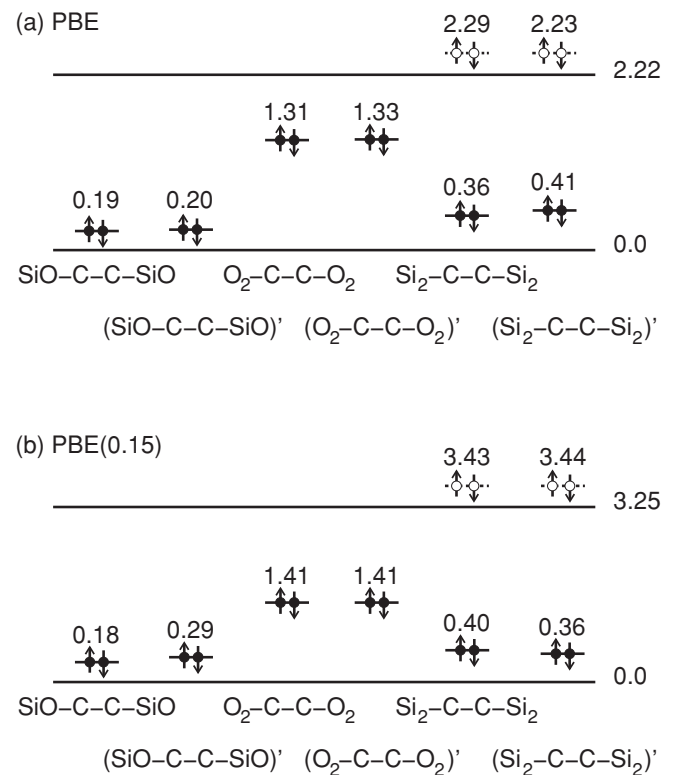 (a) PBE
2.29 2.23
2.22
1.31 1.33
0.19 0.20 0.36 0.41
0.0
SiO–C–C–SiO O₂–C–C–O₂ Si₂–C–C–Si₂
(SiO–C–C–SiO)’ (O₂–C–C–O₂)’ (Si₂–C–C–Si₂)’
(b) PBE(0.15)
3.43 3.44
3.25
1.41 1.41
0.18 0.29 0.40 0.36
0.0
SiO–C–C–SiO O₂–C–C–O₂ Si₂–C–C–Si₂
(SiO–C–C–SiO)’ (O₂–C–C–O₂)’ (Si₂–C–C–Si₂)’